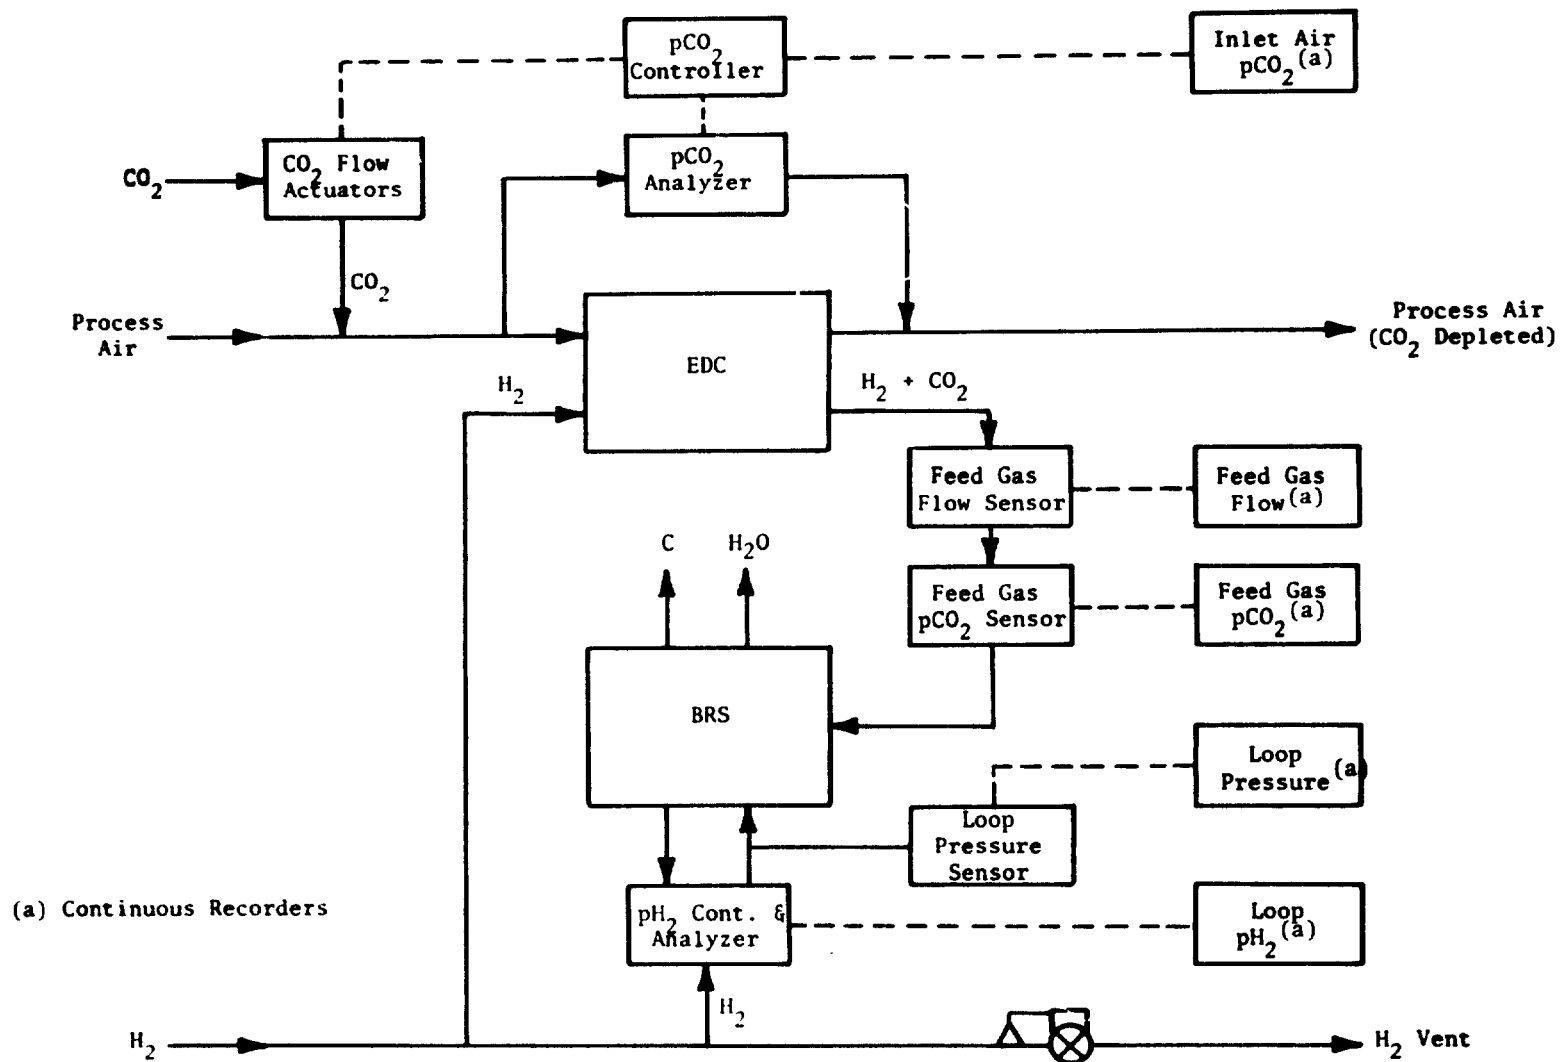 pCO2
Controller
Inlet Air
pCO2(a)
CO2
CO2 Flow
Actuators
pCO2
Analyzer
CO2
Process
Air
EDC
Process Air
(CO2 Depleted)
H2
H2 + CO2
Feed Gas
Flow Sensor
Feed Gas
Flow(a)
C
H2O
Feed Gas
pCO2 Sensor
Feed Gas
pCO2(a)
BRS
Loop
Pressure(a)
Loop
Pressure
Sensor
(a) Continuous Recorders
pH2 Cont. &
Analyzer
Loop
pH2(a)
H2
H2
H2 Vent